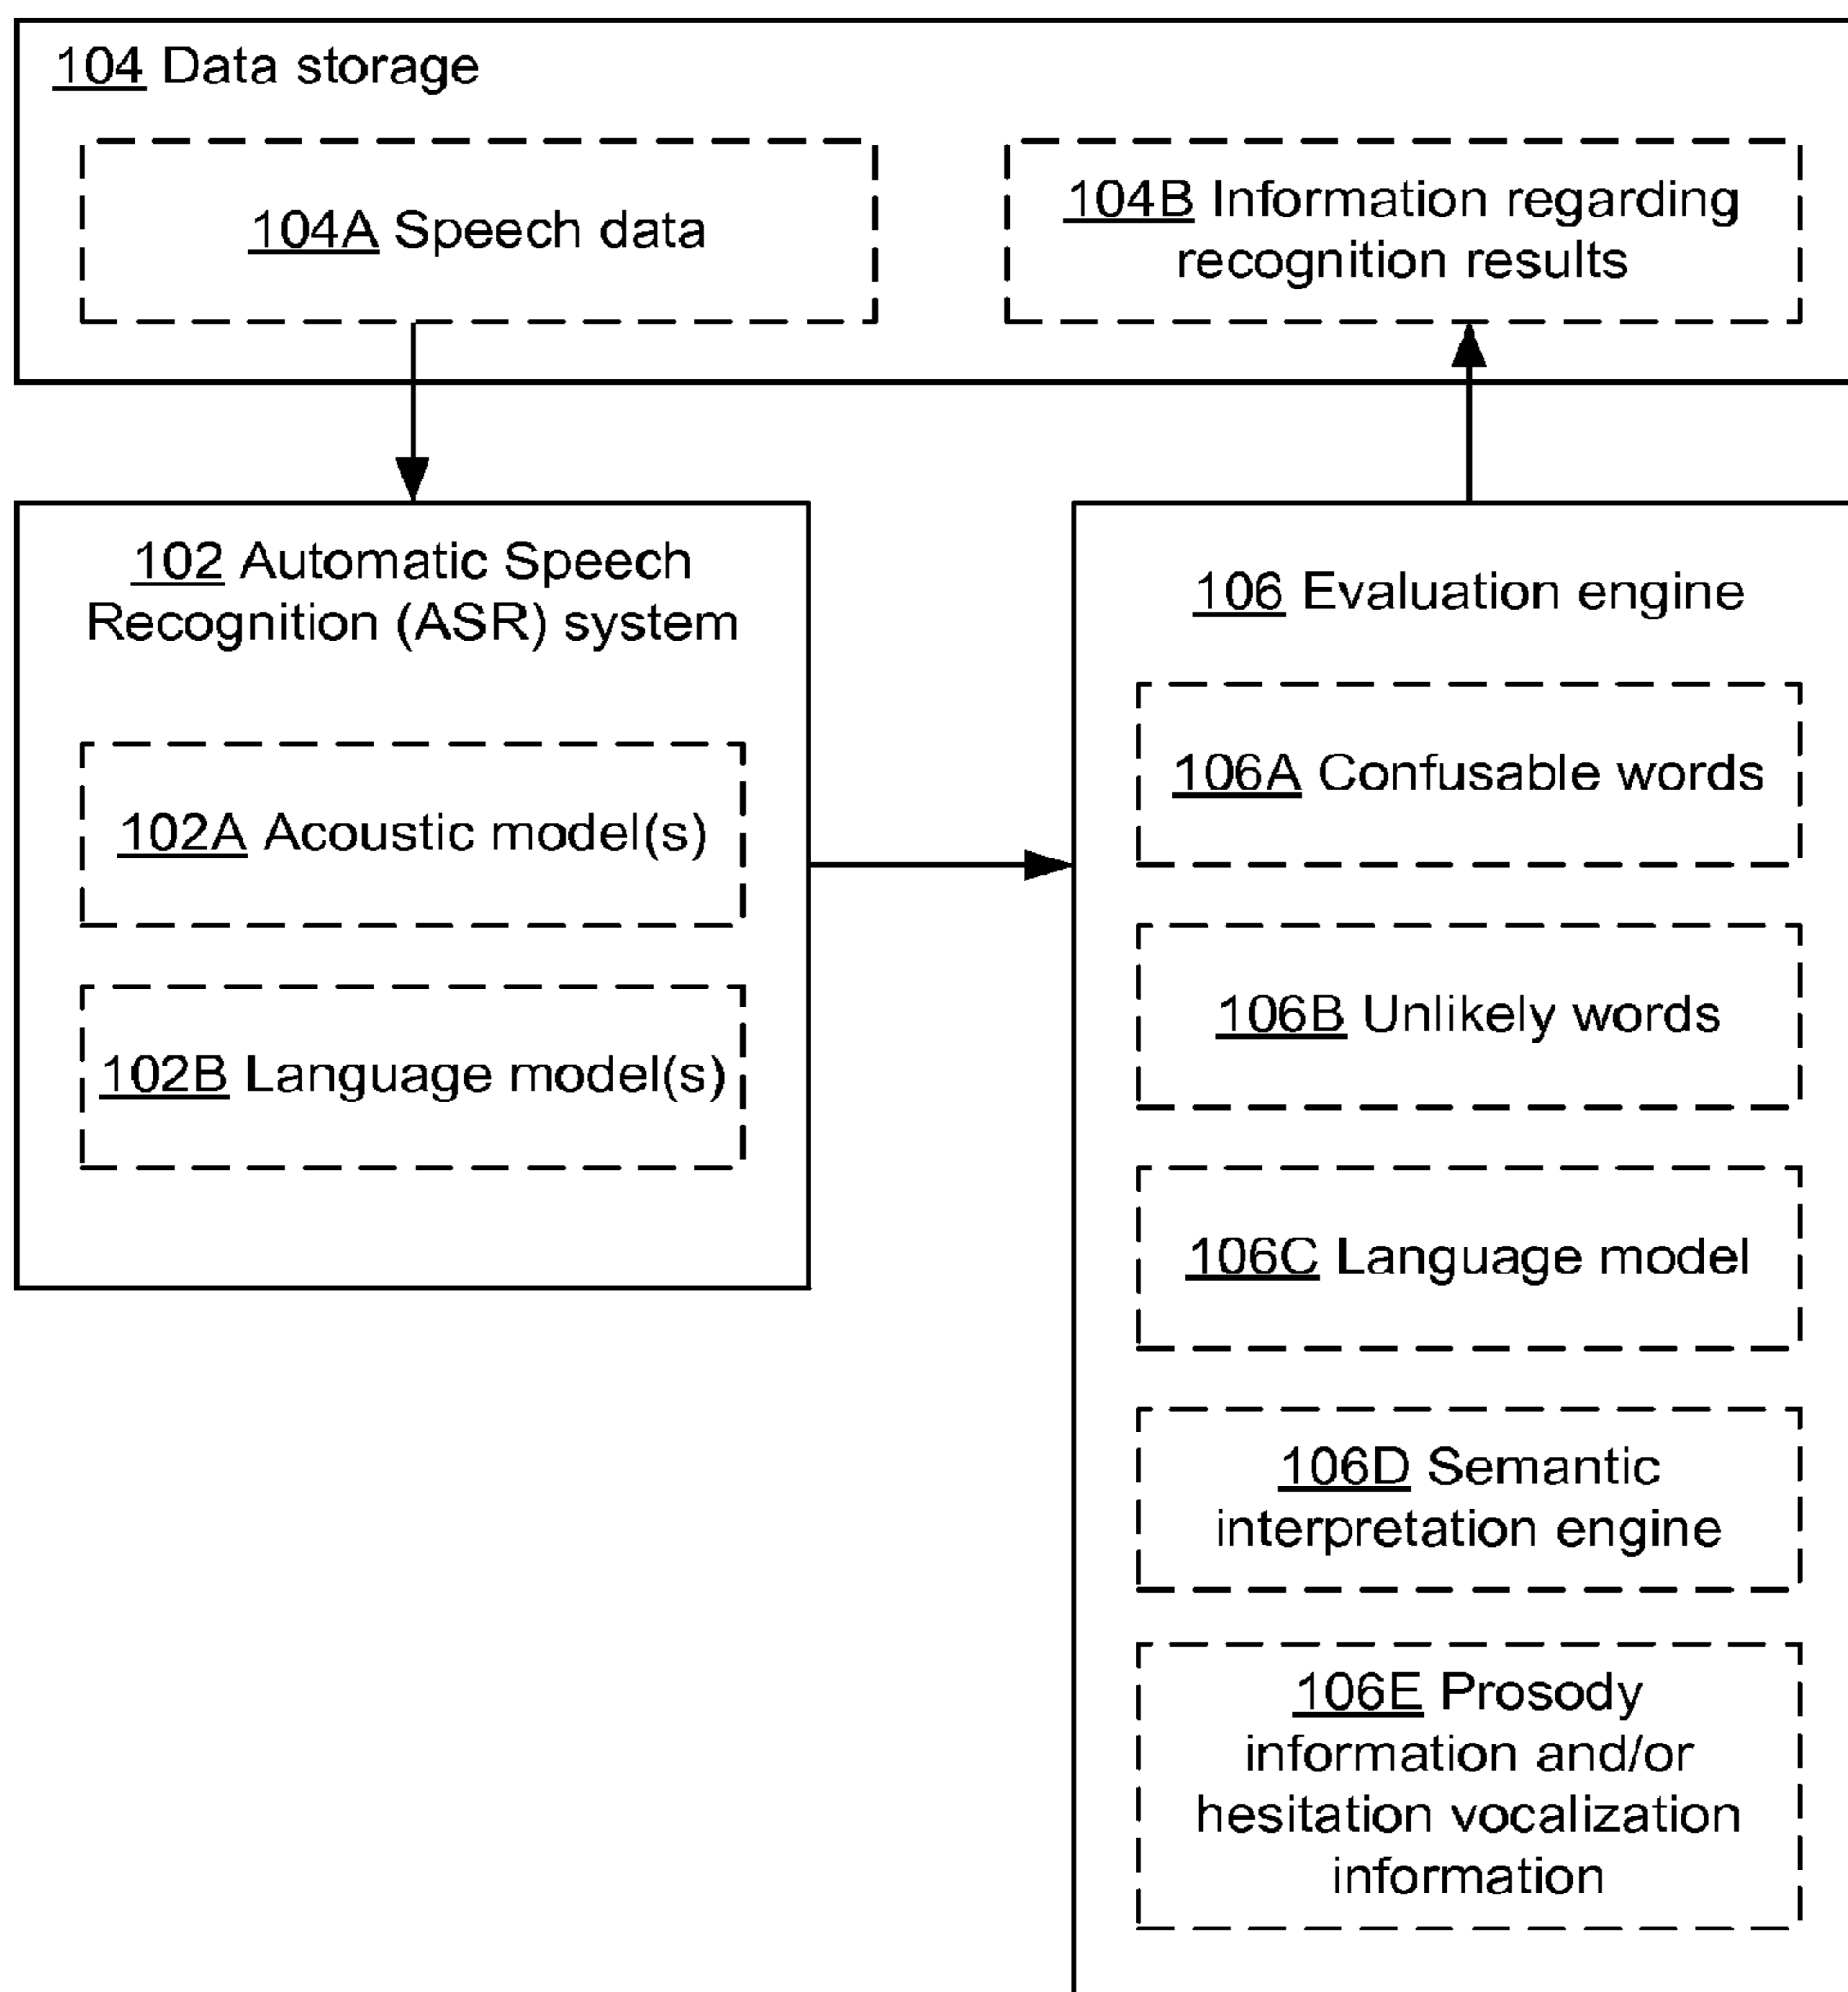 104 Data storage
104A Speech data
104B Information regarding
recognition results
102 Automatic Speech
Recognition (ASR) system
102A Acoustic model(s)
102B Language model(s)
106 Evaluation engine
106A Confusable words
106B Unlikely words
106C Language model
106D Semantic
interpretation engine
106E Prosody
information and/or
hesitation vocalization
information